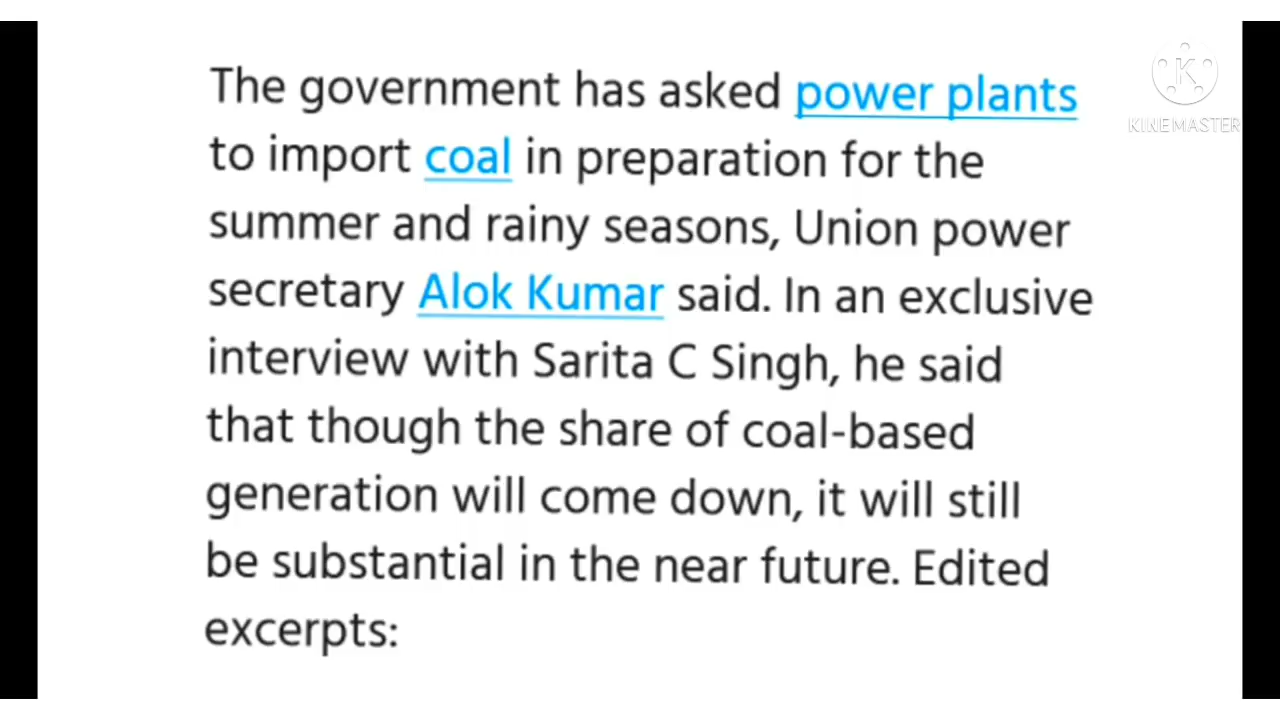 The government has asked power plants
to import coal in preparation for the
summer and rainy seasons, Union power
secretary Alok Kumar said. In an exclusive
interview with Sarita C Singh, he said
that though the share of coal-based
generation will come down, it will still
be substantial in the near future. Edited
excerpts:
K
KINEMASTER